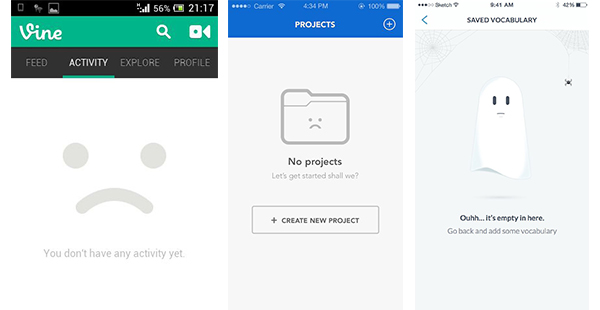 56% 21:17
Vine
FEED ACTIVITY EXPLORE PROFILE
You don't have any activity yet.
Carrier 4:34 PM 100%
PROJECTS
No projects
Let's get started shall we?
+ CREATE NEW PROJECT
Sketch 9:41 AM 42%
SAVED VOCABULARY
Ouhh... it's empty in here.
Go back and add some vocabulary